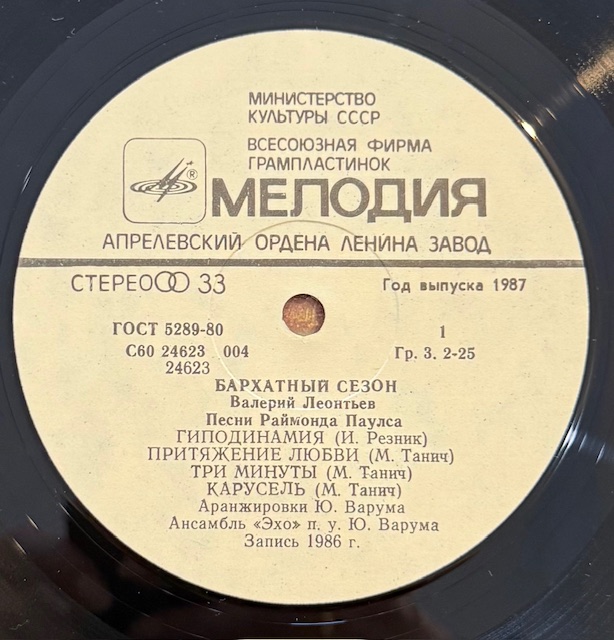 МИНИСТЕРСТВО
КУЛЬТУРЫ СССР
ВСЕСОЮЗНАЯ ФИРМА
ГРАМПЛАСТИНОК
®
МЕЛОДИЯ
АПРЕЛЕВСКИЙ ОРДЕНА ЛЕНИНА ЗАВОД
СТЕРЕО 33
Год выпуска 1987
ГОСТ 5289-80
1
С60 24623 004
Гр. 3. 2-25
24623
БАРХАТНЫЙ СЕЗОН
Валерий Леонтьев
Песни Раймонда Паулса
ГИПОДИНАМИЯ (И. Резник)
ПРИТЯЖЕНИЕ ЛЮБВИ (М. Танич)
ТРИ МИНУТЫ (М. Танич)
КАРУСЕЛЬ (М. Танич)
Аранжировки Ю. Варума
Ансамбль «Эхо» п. у. Ю. Варума
Запись 1986 г.